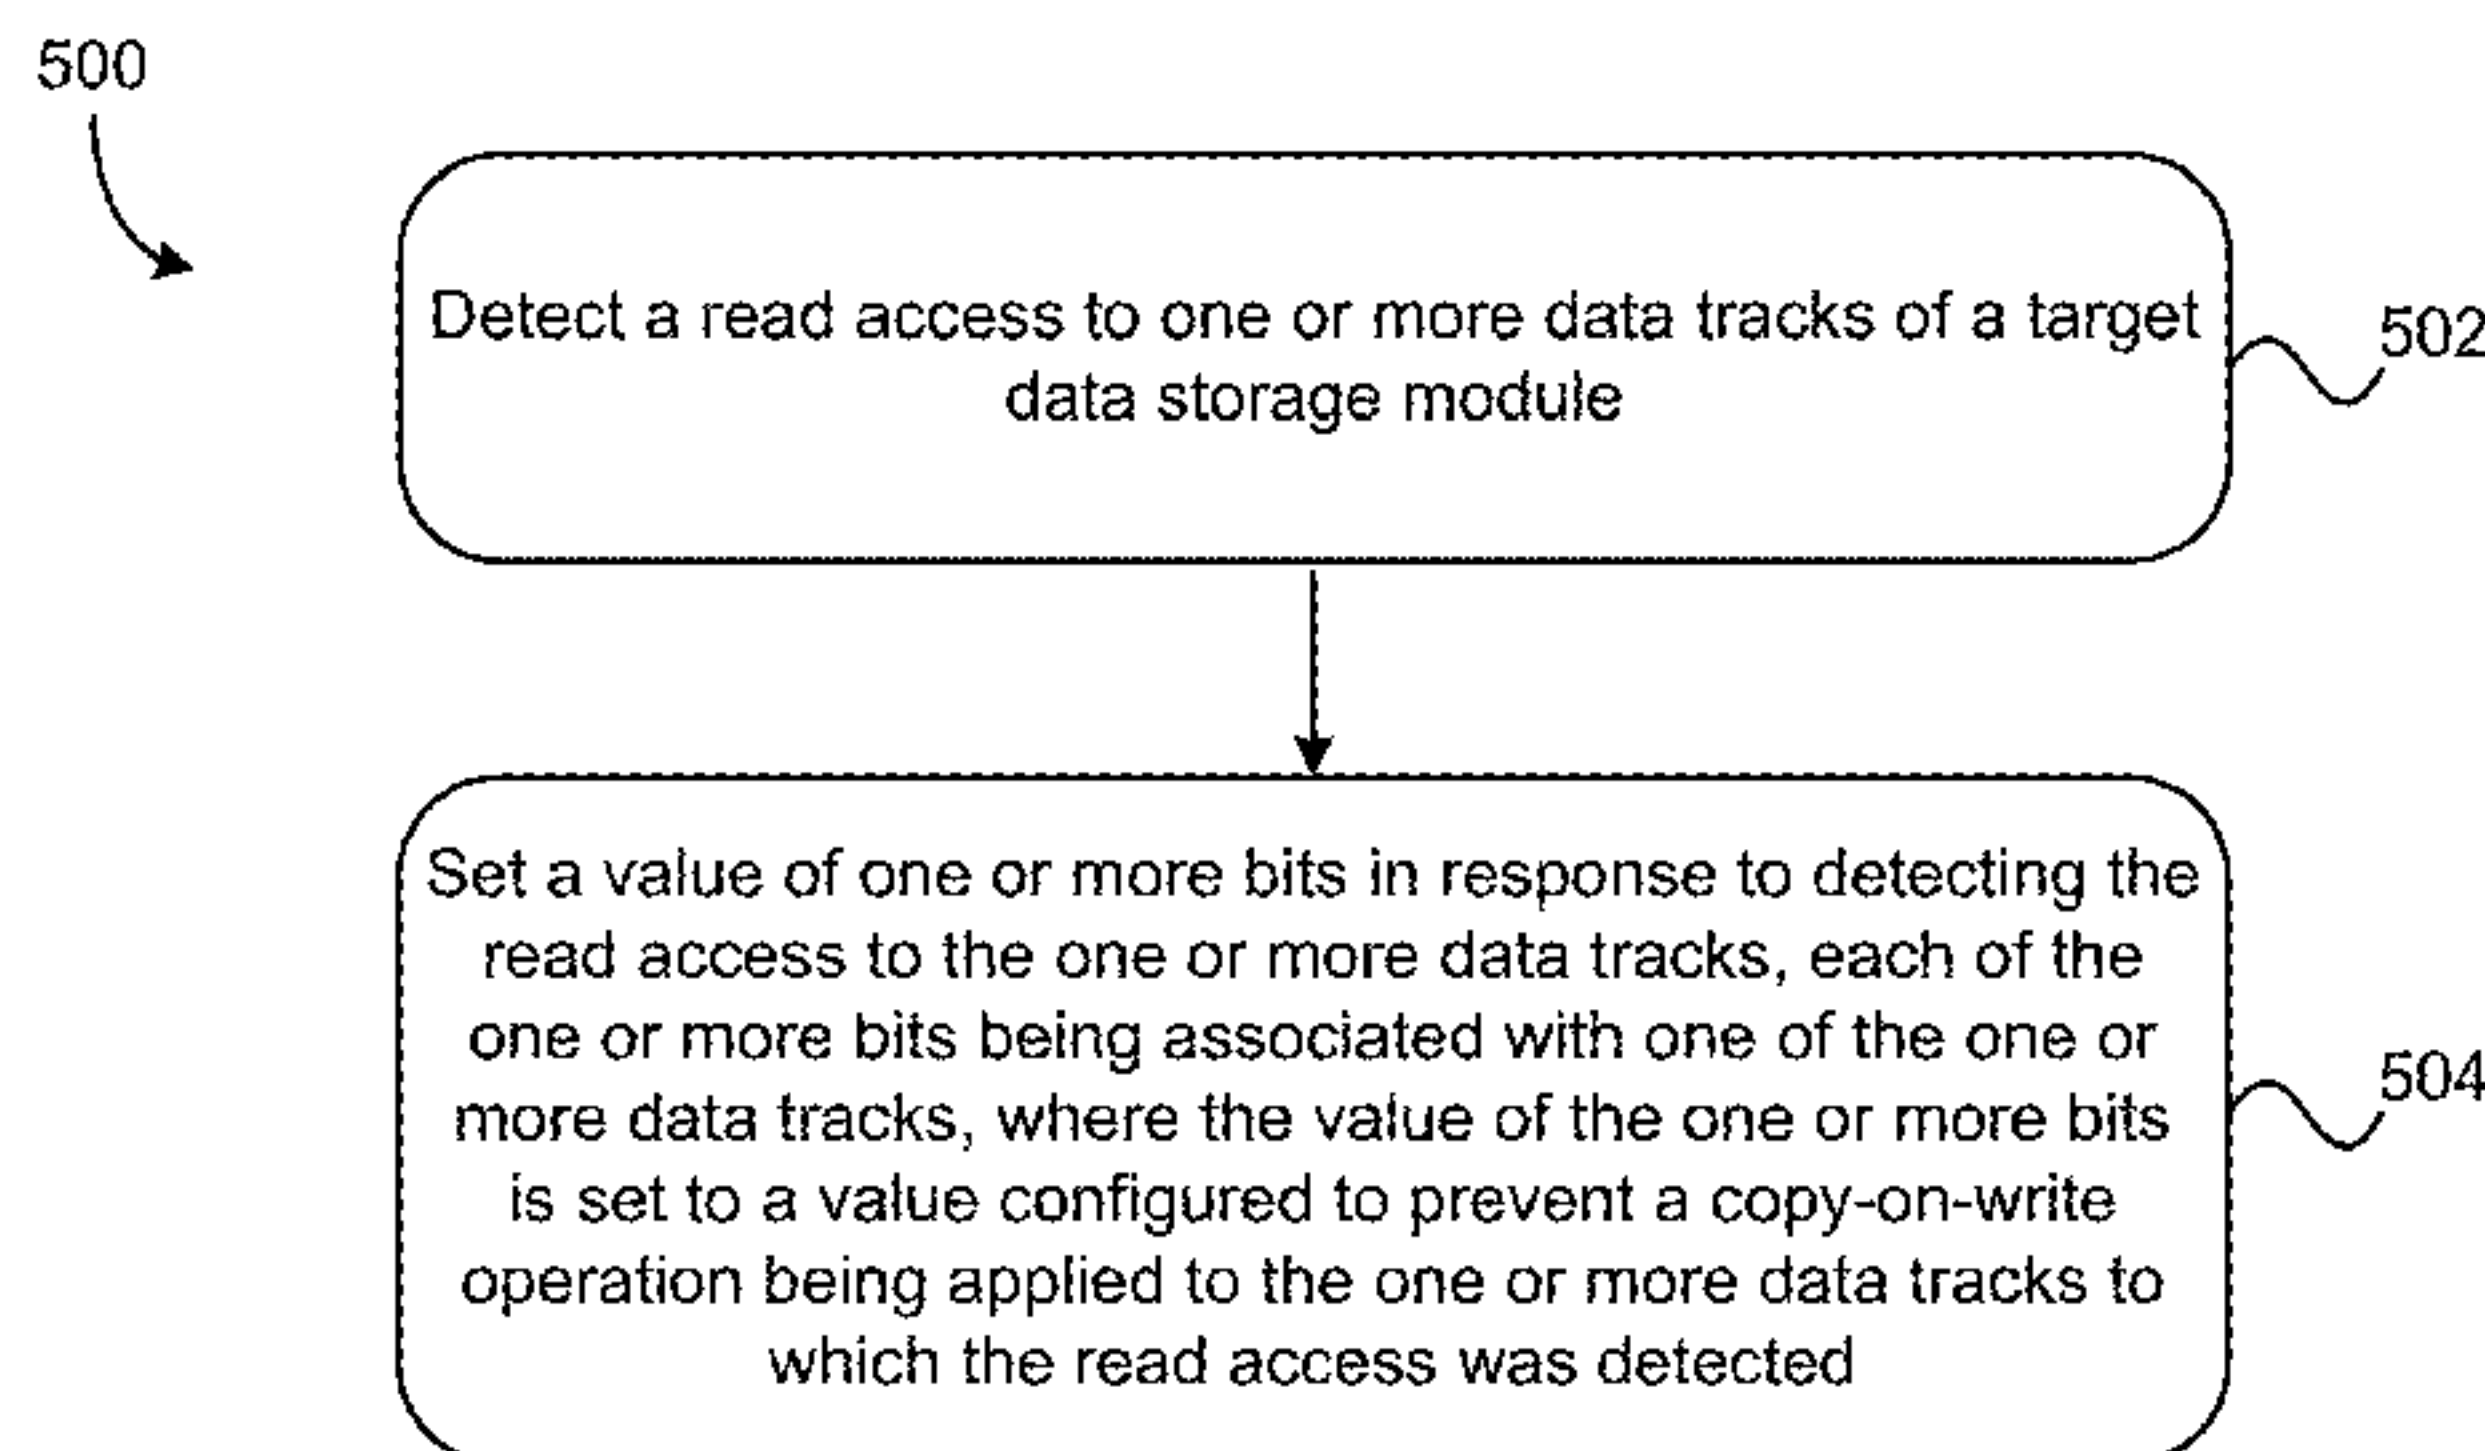 500
Detect a read access to one or more data tracks of a target
data storage module
502
Set a value of one or more bits in response to detecting the
read access to the one or more data tracks, each of the
one or more bits being associated with one of the one or
more data tracks, where the value of the one or more bits
is set to a value configured to prevent a copy-on-write
operation being applied to the one or more data tracks to
which the read access was detected
504